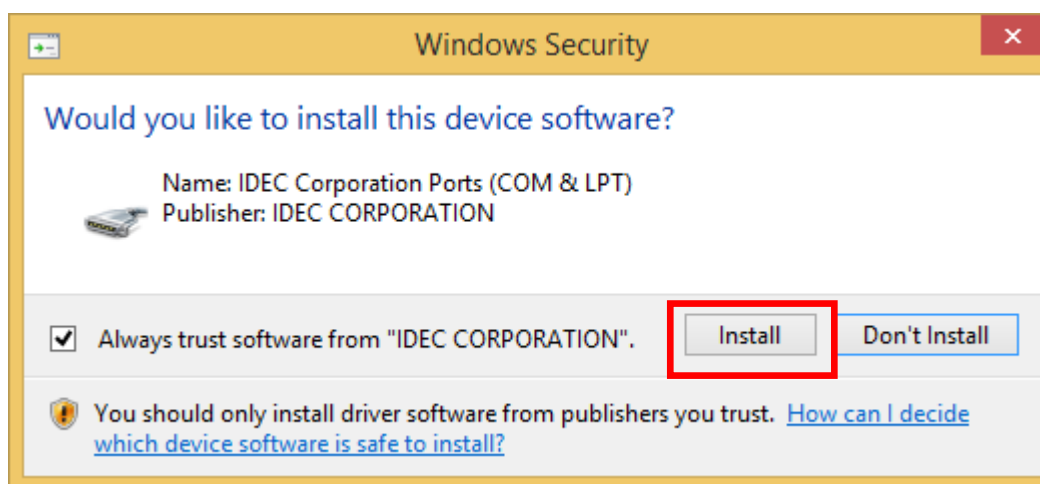 Windows Security
Would you like to install this device software?
Name: IDEC Corporation Ports (COM & LPT)
Publisher: IDEC CORPORATION
Always trust software from "IDEC CORPORATION".
Install
Don't Install
You should only install driver software from publishers you trust. How can I decide
which device software is safe to install?